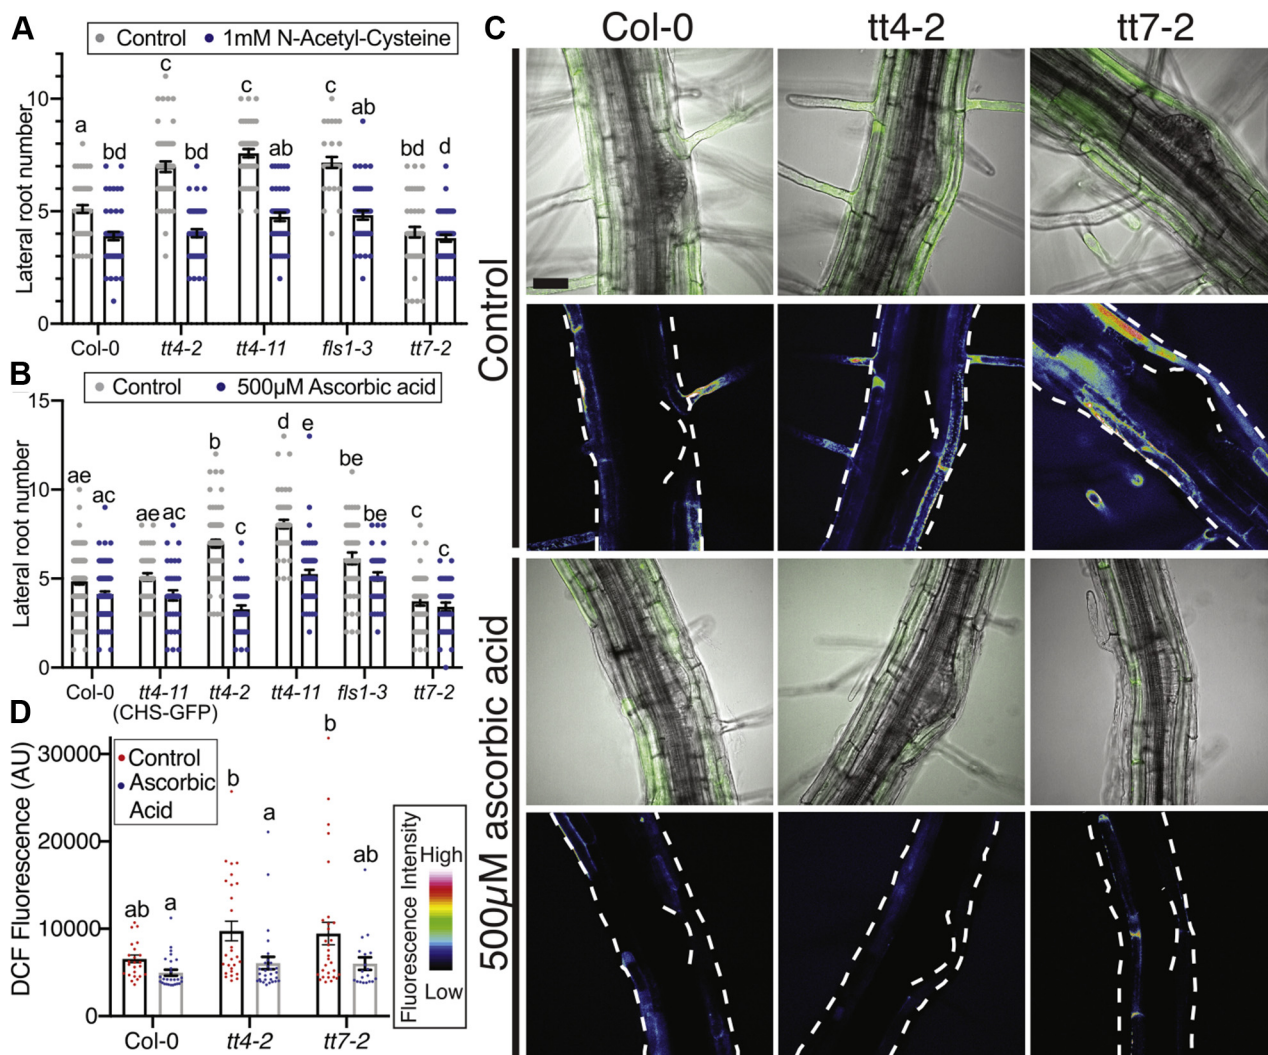 A
Control 1mM N-Acetyl-Cysteine
Lateral root number
10
5
0
a bd c bd c ab c ab bd d
Col-0 tt4-2 tt4-11 fls1-3 tt7-2
B
Control 500µM Ascorbic acid
Lateral root number
15
10
5
0
ae ac ae ac b c d e be be c c
Col-0 tt4-11 tt4-2 tt4-11 fls1-3 tt7-2
(CHS-GFP)
D
Control
Ascorbic
Acid
DCF Fluorescence (AU)
30000
20000
10000
0
ab a b a b ab
Col-0 tt4-2 tt7-2
Fluorescence Intensity
High
Low
C
Col-0 tt4-2 tt7-2
Control
500µM ascorbic acid